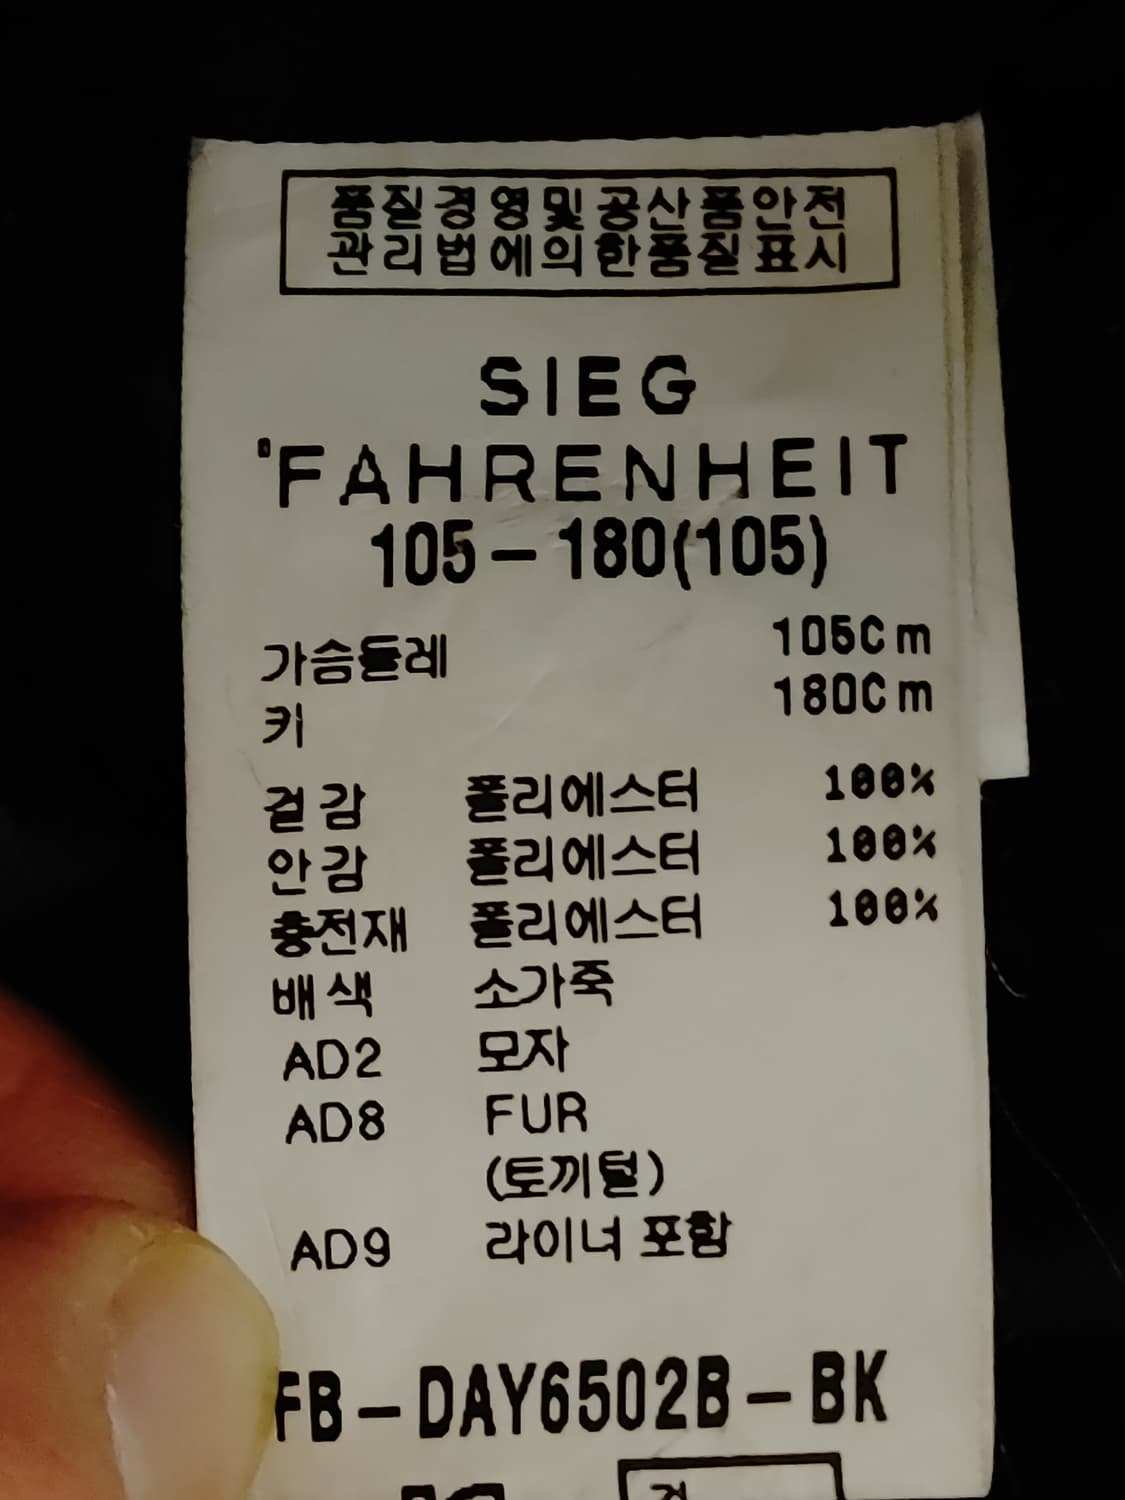 품질경영및공산품안전
관리법에의한품질표시
SIEG
°FAHRENHEIT
105-180(105)
가슴둘레 105Cm
키 180Cm
겉감 폴리에스터 100%
안감 폴리에스터 100%
충전재 폴리에스터 100%
배색 소가죽
AD2 모자
AD8 FUR
(토끼털)
AD9 라이너 포함
FB-DAY6502B-BK